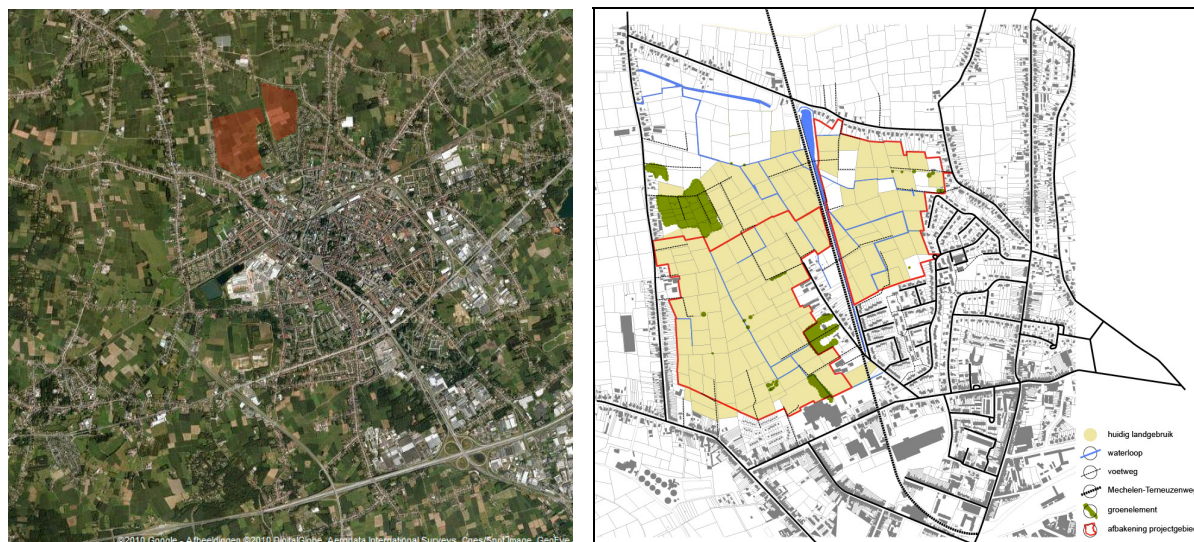 ©2010 Google - Afbeeldingen ©2010 DigitalGlobe, Aerodata International Surveys, Cnes/Spot Image, GeoEye
huidig landgebruik
waterloop
voetweg
Mechelen-Terneuzenweg
groenelement
afbakening projectgebied